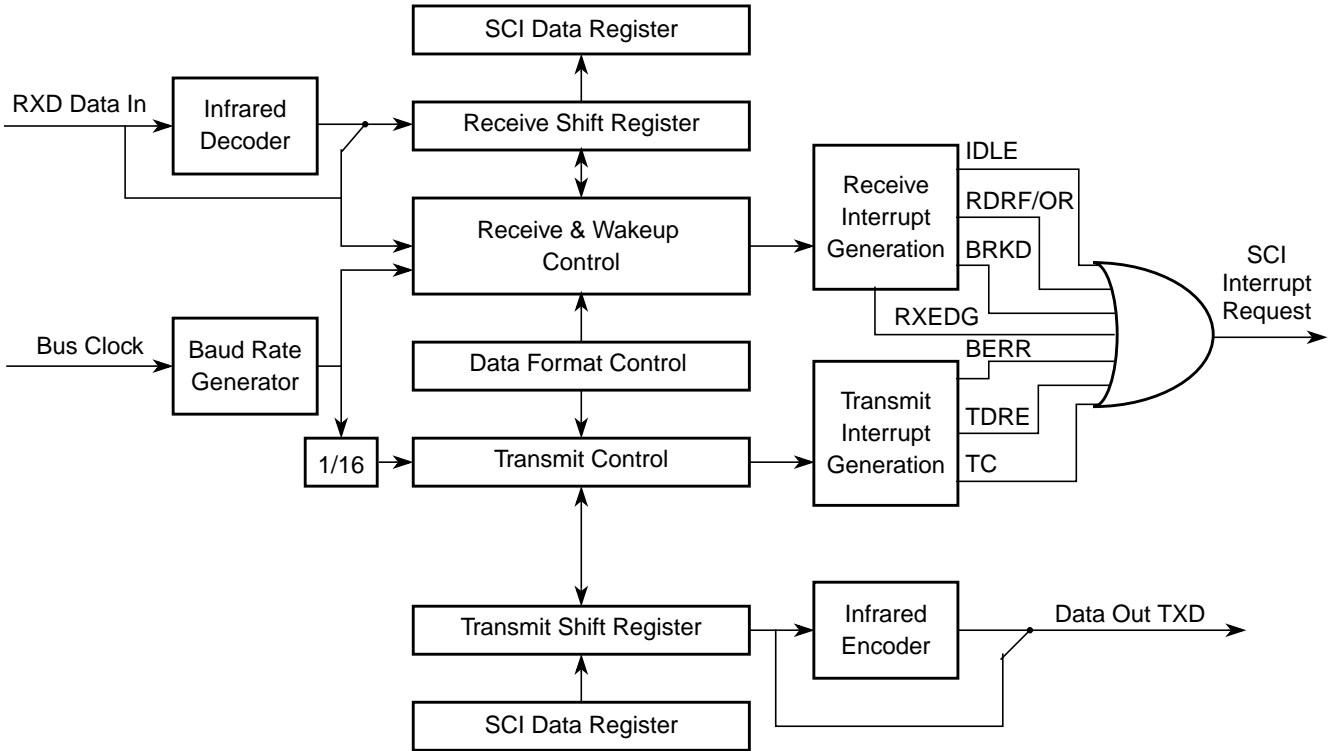 SCI Data Register
RXD Data In
Infrared
Decoder
Receive Shift Register
Receive & Wakeup
Control
Receive
Interrupt
Generation
IDLE
RDRF/OR
BRKD
RXEDG
SCI
Interrupt
Request
Bus Clock
Baud Rate
Generator
Data Format Control
1/16
Transmit Control
Transmit
Interrupt
Generation
BERR
TDRE
TC
Transmit Shift Register
Infrared
Encoder
Data Out TXD
SCI Data Register